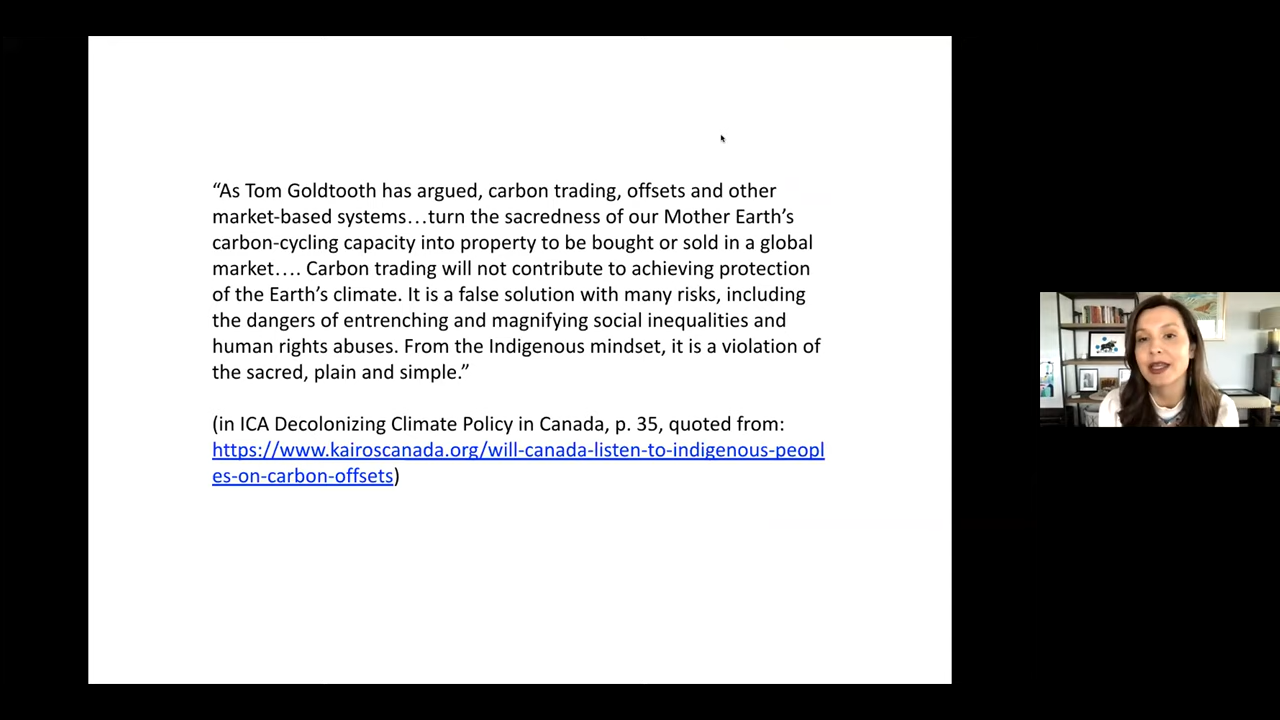 “As Tom Goldtooth has argued, carbon trading, offsets and other
market-based systems…turn the sacredness of our Mother Earth’s
carbon-cycling capacity into property to be bought or sold in a global
market…. Carbon trading will not contribute to achieving protection
of the Earth’s climate. It is a false solution with many risks, including
the dangers of entrenching and magnifying social inequalities and
human rights abuses. From the Indigenous mindset, it is a violation of
the sacred, plain and simple.”
(in ICA Decolonizing Climate Policy in Canada, p. 35, quoted from:
https://www.kairoscanada.org/will-canada-listen-to-indigenous-peopl
es-on-carbon-offsets)